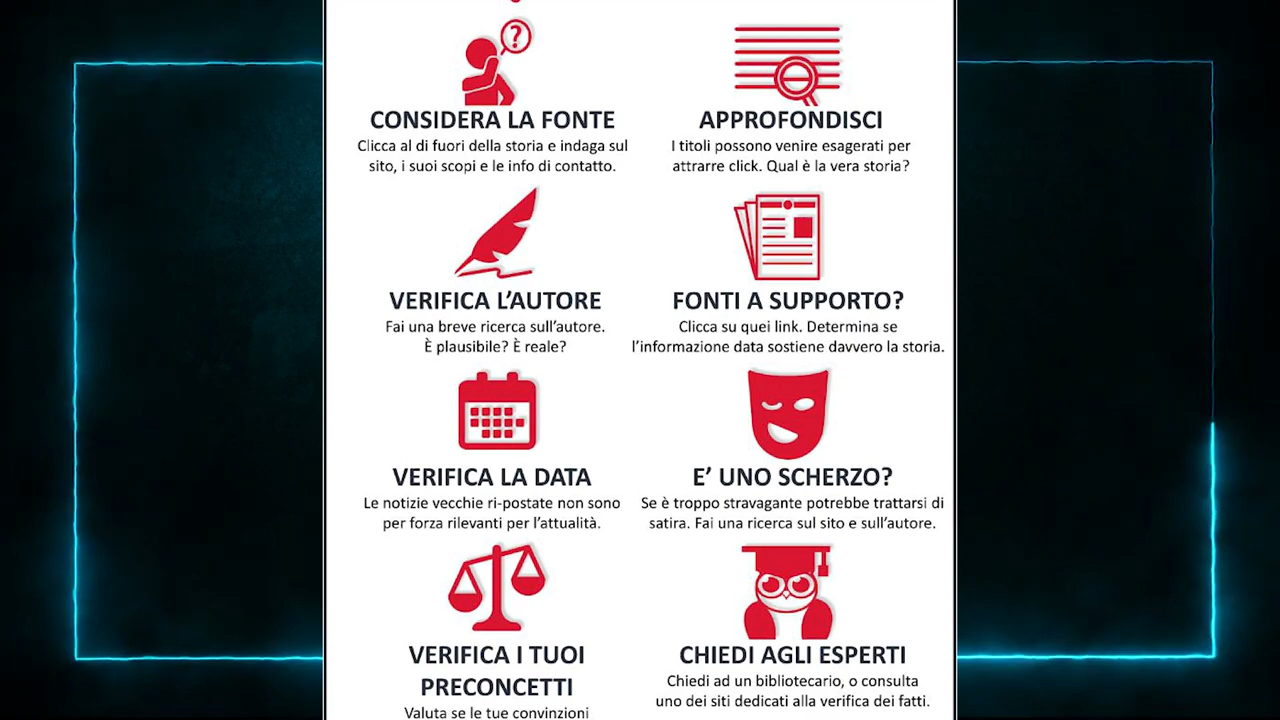 ?
CONSIDERA LA FONTE
Clicca al di fuori della storia e indaga sul
sito, i suoi scopi e le info di contatto.
APPROFONDISCI
I titoli possono venire esagerati per
attrarre click. Qual è la vera storia?
VERIFICA L'AUTORE
Fai una breve ricerca sull'autore.
È plausibile? È reale?
FONTI A SUPPORTO?
Clicca su quei link. Determina se
l'informazione data sostiene davvero la storia.
VERIFICA LA DATA
Le notizie vecchie ri-postate non sono
per forza rilevanti per l'attualità.
E' UNO SCHERZO?
Se è troppo stravagante potrebbe trattarsi di
satira. Fai una ricerca sul sito e sull'autore.
VERIFICA I TUOI
PRECONCETTI
Valuta se le tue convinzioni
CHIEDI AGLI ESPERTI
Chiedi ad un bibliotecario, o consulta
uno dei siti dedicati alla verifica dei fatti.